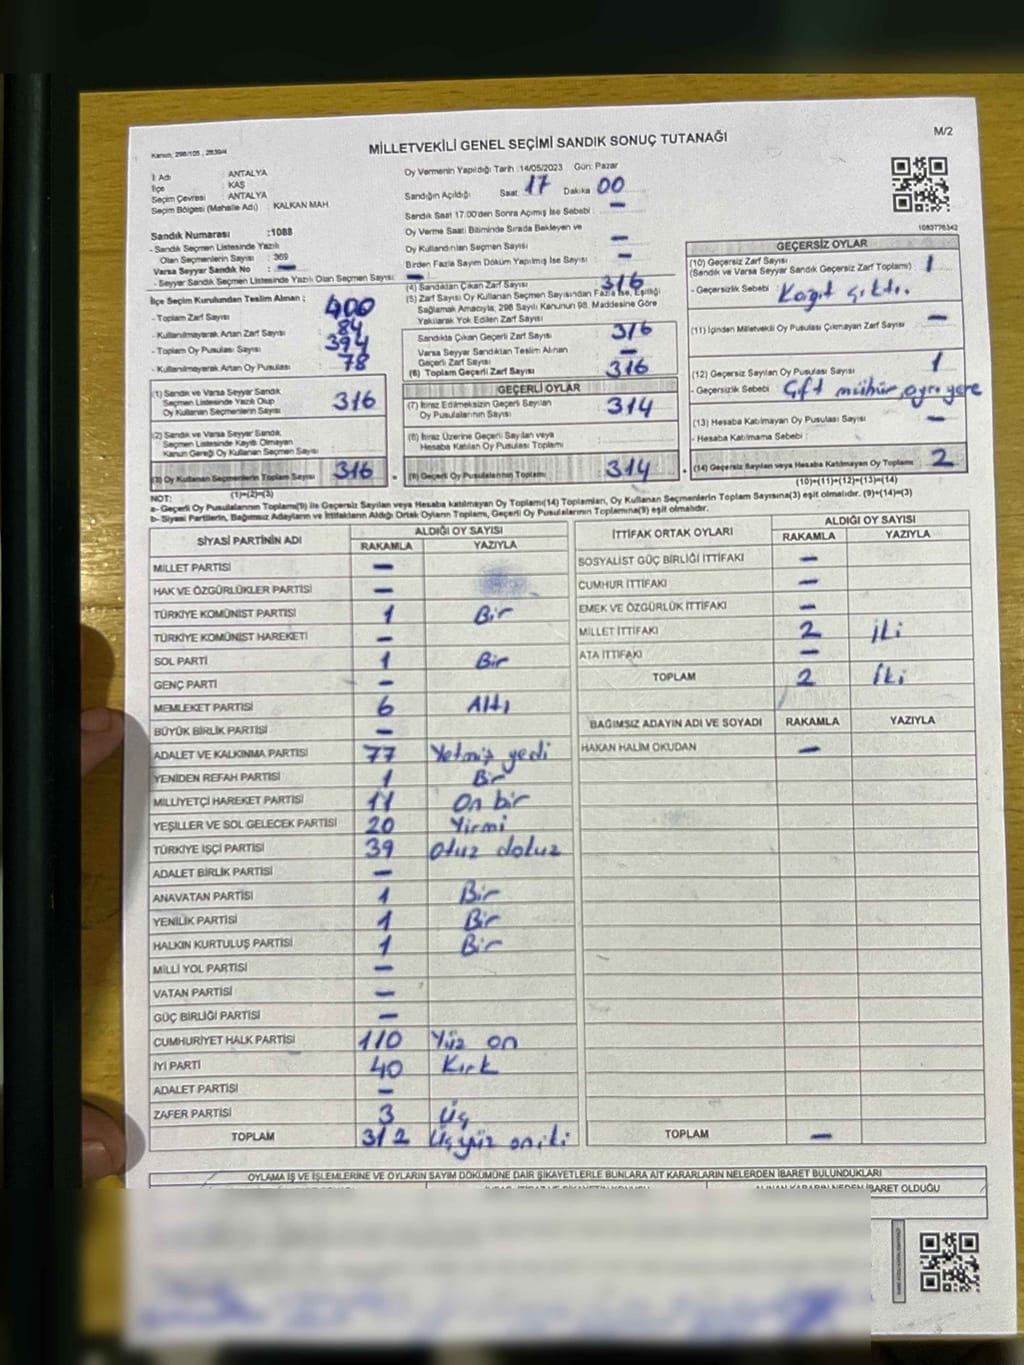 Kanun, 298/105 , 2839/4
MİLLETVEKİLİ GENEL SEÇİMİ SANDIK SONUÇ TUTANAĞI
M/2
İl Adı ANTALYA
İlçe KAŞ
Seçim Çevresi ANTALYA
Seçim Bölgesi (Mahalle Adı) KALKAN MAH.
Sandık Numarası :1088
- Sandık Seçmen Listesinde Yazılı
Olan Seçmenlerin Sayısı : 369
Varsa Seyyar Sandık No : —
- Seyyar Sandık Seçmen Listesinde Yazılı Olan Seçmen Sayısı: —
Oy Vermenin Yapıldığı Tarih :14/05/2023 Gün: Pazar
Sandığın Açıldığı Saat 17 Dakika 00
Sandık Saat 17.00'den Sonra Açımış İse Sebebi : —
Oy Verme Saati Bitiminde Sırada Bekleyen ve
Oy Kullandırılan Seçmen Sayısı —
Birden Fazla Sayım Döküm Yapılmış İse Sayısı : —
1083776342
İlçe Seçim Kurulundan Teslim Alınan ;
- Toplam Zarf Sayısı 400
- Kullanılmayarak Artan Zarf Sayısı 84
- Toplam Oy Pusulası Sayısı 394
- Kullanılmayarak Artan Oy Pusulası 78
(1) Sandık ve Varsa Seyyar Sandık
Seçmen Listesinde Yazılı Olup
Oy Kullanan Seçmenlerin Sayısı 316
(2) Sandık ve Varsa Seyyar Sandık,
Seçmen Listesinde Kayıtlı Olmayan
Kanun Gereği Oy Kullanan Seçmen Sayısı
(3) Oy Kullanan Seçmenlerin Toplam Sayısı 316 =
(1)+(2)=(3)
(4) Sandıktan Çıkan Zarf Sayısı 316
(5) Zarf Sayısı Oy Kullanan Seçmen Sayısından Fazla İse, Eşitliği
Sağlamak Amacıyla, 298 Sayılı Kanunun 98. Maddesine Göre
Yakılarak Yok Edilen Zarf Sayısı
Sandıkta Çıkan Geçerli Zarf Sayısı 316
Varsa Seyyar Sandıktan Teslim Alınan
Geçerli Zarf Sayısı —
(6) Toplam Geçerli Zarf Sayısı 316
GEÇERLİ OYLAR
(7) İtiraz Edilmeksizin Geçerli Sayılan
Oy Pusulalarının Sayısı 314
(8) İtiraz Üzerine Geçerli Sayılan veya
Hesaba Katılan Oy Pusulası Toplamı
(9) Geçerli Oy Pusulalarının Toplamı 314
GEÇERSİZ OYLAR
(10) Geçersiz Zarf Sayısı 1
(Sandık ve Varsa Seyyar Sandık Geçersiz Zarf Toplamı)
- Geçersizlik Sebebi : Kağıt çıktı.
(11) İçinden Milletvekili Oy Pusulası Çıkmayan Zarf Sayısı —
(12) Geçersiz Sayılan Oy Pusulası Sayısı 1
- Geçersizlik Sebebi Çift mühür, ayrı yere
(13) Hesaba Katılmayan Oy Pusulası Sayısı —
- Hesaba Katılmama Sebebi :
(14) Geçersiz Sayılan veya Hesaba Katılmayan Oy Toplamı 2
(10)+(11)+(12)+(13)=(14)
NOT:
a- Geçerli Oy Pusulalarının Toplamı(9) ile Geçersiz Sayılan veya Hesaba katılmayan Oy Toplamı(14) Toplamları, Oy Kullanan Seçmenlerin Toplam Sayısına(3) eşit olmalıdır. (9)+(14)=(3)
b- Siyasi Partilerin, Bağımsız Adayların ve İttifakların Aldığı Ortak Oyların Toplamı, Geçerli Oy Pusulalarının Toplamına(9) eşit olmalıdır.
SİYASİ PARTİNİN ADI ALDIĞI OY SAYISI
RAKAMLA YAZIYLA
MİLLET PARTİSİ —
HAK VE ÖZGÜRLÜKLER PARTİSİ —
TÜRKİYE KOMÜNİST PARTİSİ 1 Bir
TÜRKİYE KOMÜNİST HAREKETİ —
SOL PARTİ 1 Bir
GENÇ PARTİ —
MEMLEKET PARTİSİ 6 Altı
BÜYÜK BİRLİK PARTİSİ —
ADALET VE KALKINMA PARTİSİ 77 Yetmiş yedi
YENİDEN REFAH PARTİSİ 1 Bir
MİLLİYETÇİ HAREKET PARTİSİ 11 On bir
YEŞİLLER VE SOL GELECEK PARTİSİ 20 Yirmi
TÜRKİYE İŞÇİ PARTİSİ 39 otuz dokuz
ADALET BİRLİK PARTİSİ —
ANAVATAN PARTİSİ 1 Bir
YENİLİK PARTİSİ 1 Bir
HALKIN KURTULUŞ PARTİSİ 1 Bir
MİLLİ YOL PARTİSİ —
VATAN PARTİSİ —
GÜÇ BİRLİĞİ PARTİSİ —
CUMHURİYET HALK PARTİSİ 110 Yüz on
İYİ PARTİ 40 Kırk
ADALET PARTİSİ —
ZAFER PARTİSİ 3 Üç
TOPLAM 312 Üçyüz oniki
İTTİFAK ORTAK OYLARI ALDIĞI OY SAYISI
RAKAMLA YAZIYLA
SOSYALİST GÜÇ BİRLİĞİ İTTİFAKI —
CUMHUR İTTİFAKI —
EMEK VE ÖZGÜRLÜK İTTİFAKI —
MİLLET İTTİFAKI 2 İki
ATA İTTİFAKI —
TOPLAM 2 İki
BAĞIMSIZ ADAYIN ADI VE SOYADI RAKAMLA YAZIYLA
HAKAN HALİM OKUDAN —
TOPLAM —
OYLAMA İŞ VE İŞLEMLERİNE VE OYLARIN SAYIM DÖKÜMÜNE DAİR ŞİKAYETLERLE BUNLARA AİT KARARLARIN NELERDEN İBARET BULUNDUKLARI
ALINAN KARARIN NEDEN İBARET OLDUĞU